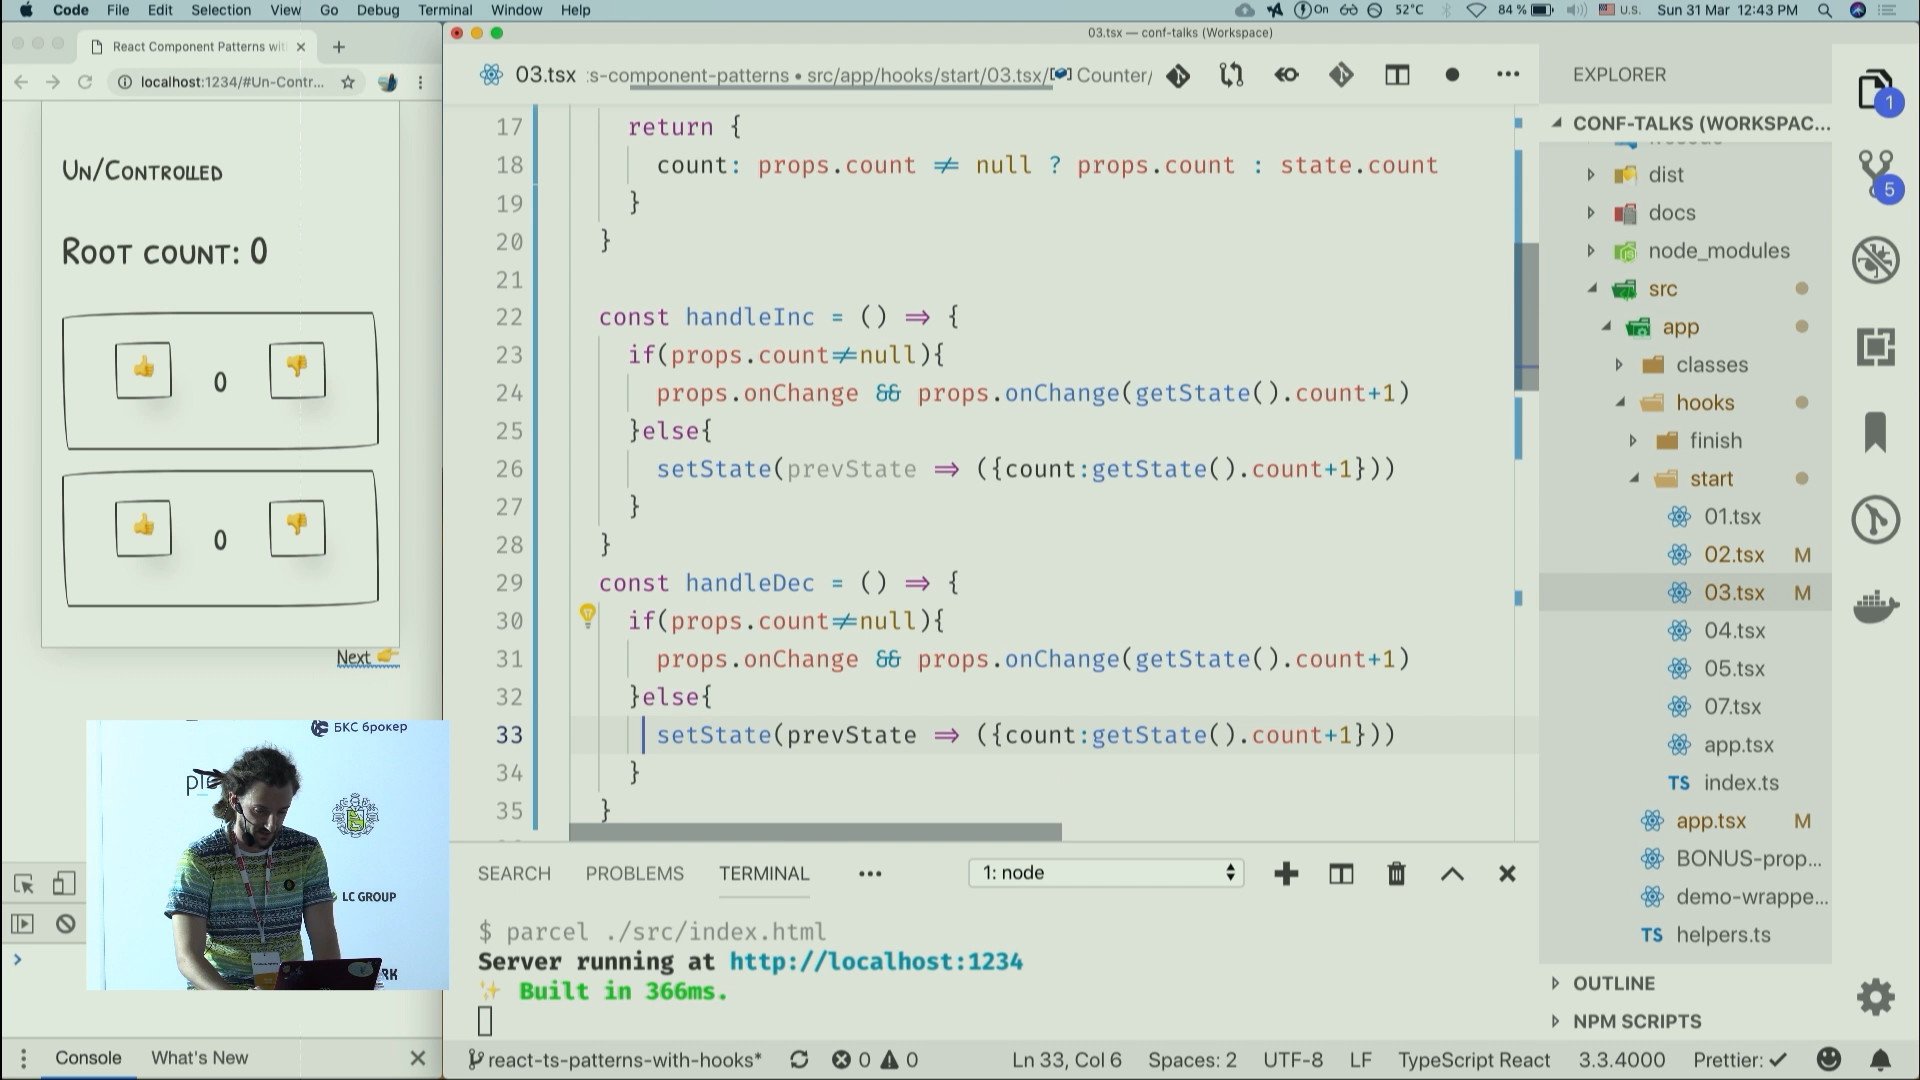 Code File Edit Selection View Go Debug Terminal Window Help
On 52°C 84 % U.S. Sun 31 Mar 12:43 PM
React Component Patterns wit
localhost:1234/#Un-Contr...
Un/Controlled
Root count: 0
0
0
Next
03.tsx — conf-talks (Workspace)
03.tsx :s-component-patterns • src/app/hooks/start/03.tsx/ Counter/
17 return {
18 count: props.count ≠ null ? props.count : state.count
19 }
20 }
21
22 const handleInc = () ⇒ {
23 if(props.count≠null){
24 props.onChange && props.onChange(getState().count+1)
25 }else{
26 setState(prevState ⇒ ({count:getState().count+1}))
27 }
28 }
29 const handleDec = () ⇒ {
30 if(props.count≠null){
31 props.onChange && props.onChange(getState().count+1)
32 }else{
33 setState(prevState ⇒ ({count:getState().count+1}))
34 }
35 }
SEARCH PROBLEMS TERMINAL ••• 1: node
$ parcel ./src/index.html
Server running at http://localhost:1234
Built in 366ms.
EXPLORER
CONF-TALKS (WORKSPAC...
dist
docs
node_modules
src
app
classes
hooks
finish
start
01.tsx
02.tsx M
03.tsx M
04.tsx
05.tsx
07.tsx
app.tsx
TS index.ts
app.tsx M
BONUS-prop...
demo-wrappe...
TS helpers.ts
OUTLINE
NPM SCRIPTS
1
5
БКС брокер
LC GROUP
Console What's New
react-ts-patterns-with-hooks* 0 0 Ln 33, Col 6 Spaces: 2 UTF-8 LF TypeScript React 3.3.4000 Prettier: ✓